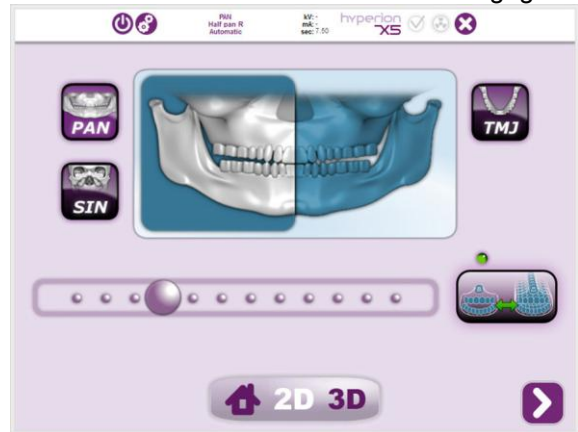 PAN
Half pan R
Automatic
kV: -
mA: -
sec: 7.50
hyperion
X5
PAN
SIN
TMJ
2D 3D